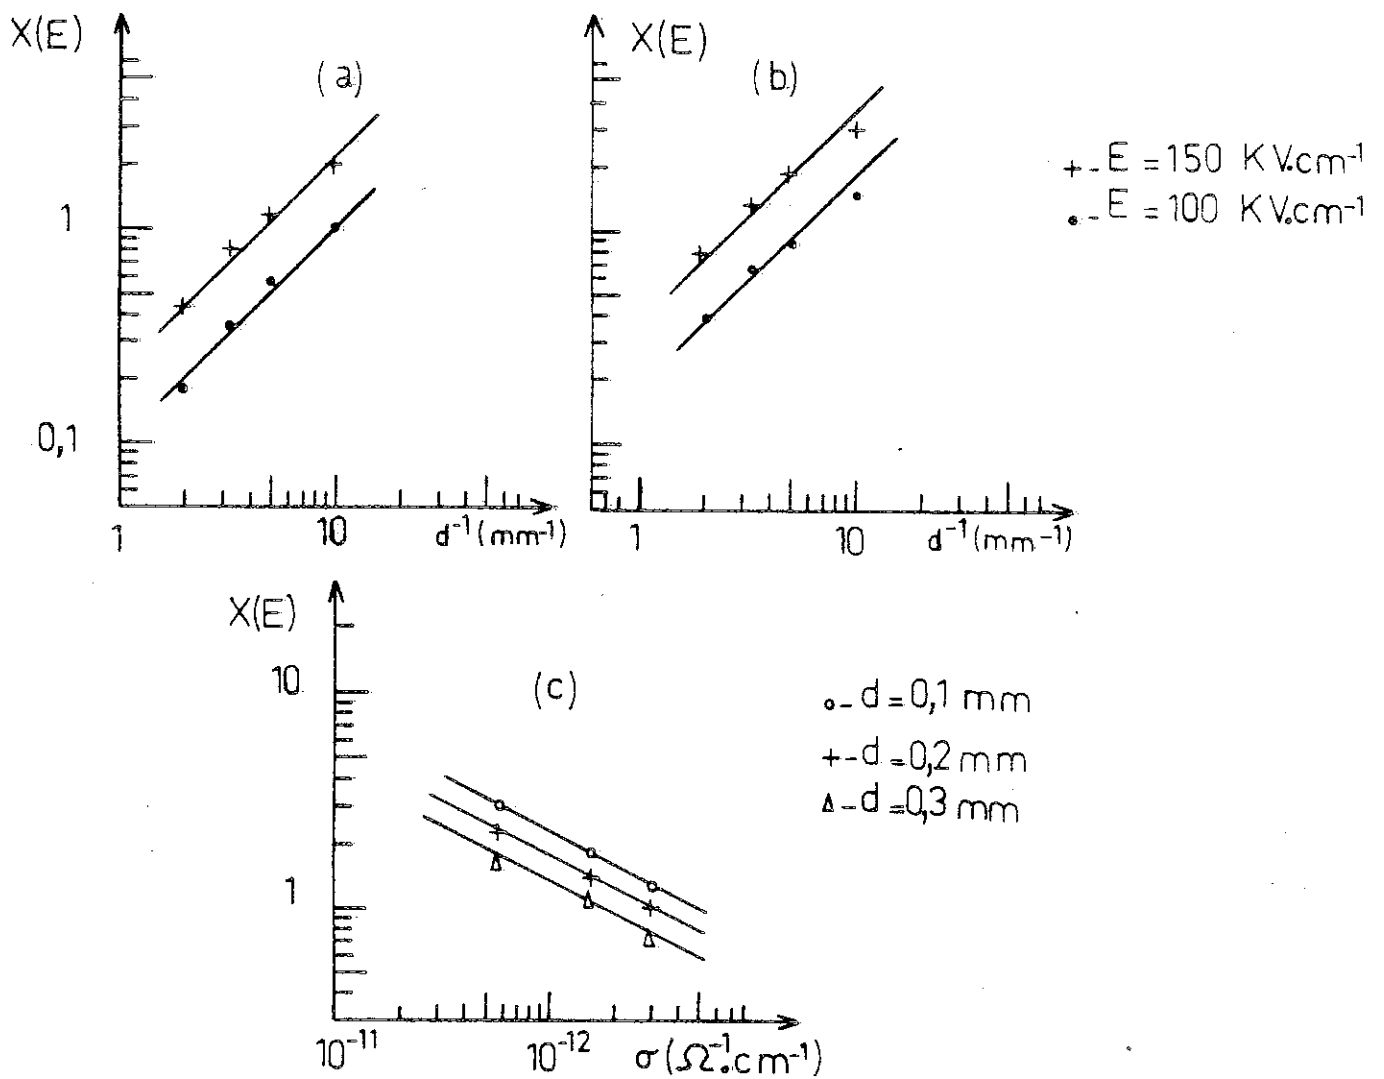 X(E)
(a)
1
0,1
1
10
d⁻¹(mm⁻¹)
X(E)
(b)
1
10
d⁻¹(mm⁻¹)
+ - E = 150 KV.cm⁻¹
• - E = 100 KV.cm⁻¹
X(E)
(c)
10
1
10⁻¹¹
10⁻¹²
σ(Ω⁻¹.cm⁻¹)
o - d = 0,1 mm
+ - d = 0,2 mm
Δ - d = 0,3 mm